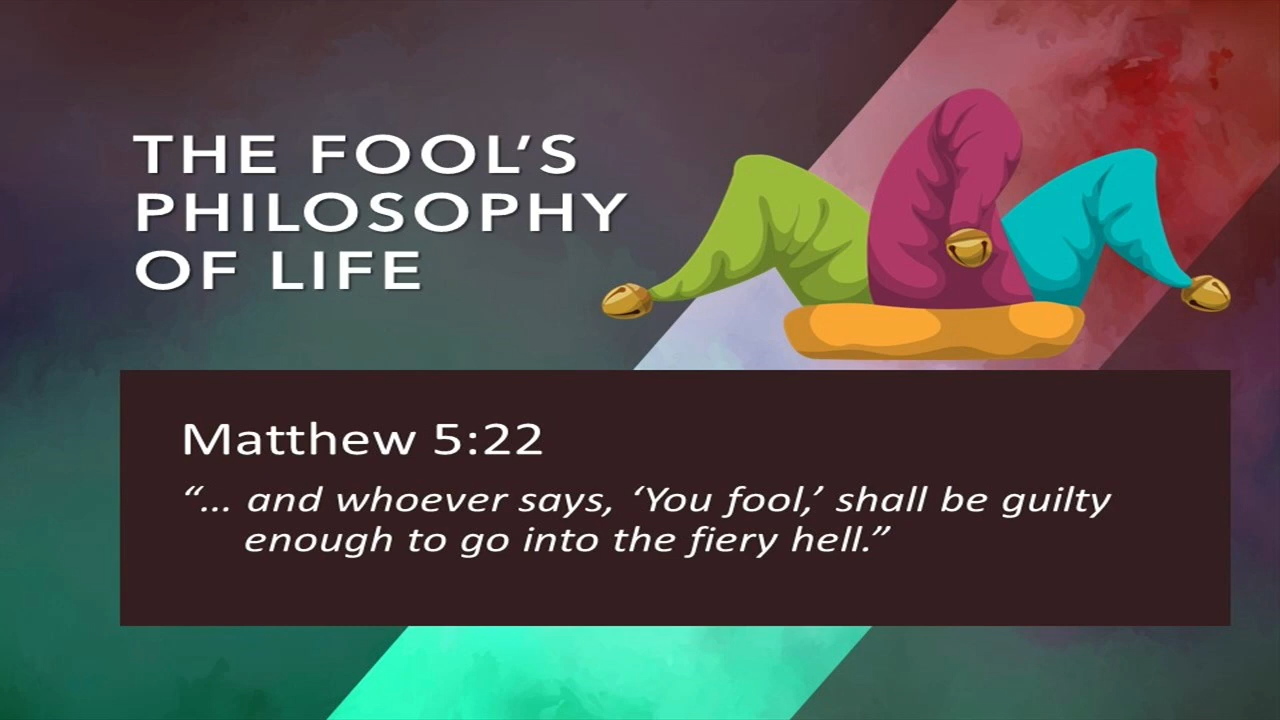 THE FOOL’S
PHILOSOPHY
OF LIFE
Matthew 5:22
“… and whoever says, ‘You fool,’ shall be guilty
enough to go into the fiery hell.”